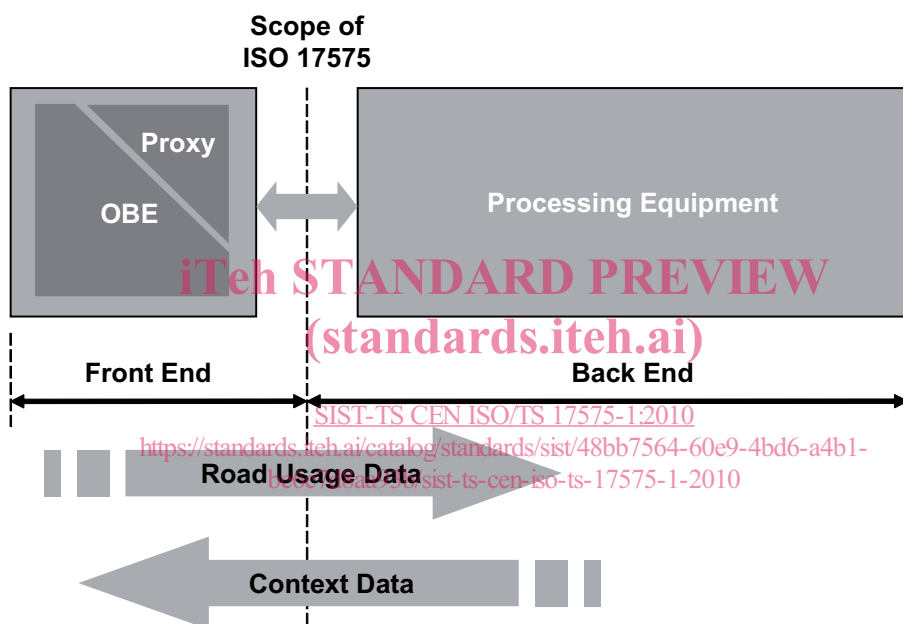 Scope of
ISO 17575
Proxy
OBE
Processing Equipment
iTeh STANDARD PREVIEW
(standards.iteh.ai)
Front End
Back End
SIST-TS CEN ISO/TS 17575-1:2010
https://standards.iteh.ai/catalog/standards/sist/48bb7564-60e9-4bd6-a4b1-
Road Usage Data
sist-ts-cen-iso-ts-17575-1-2010
Context Data